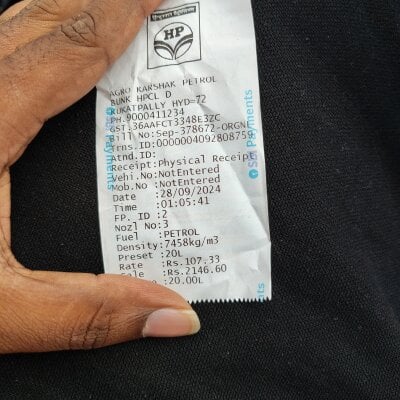 हिन्दुस्तान पेट्रोलियम
HP
AGRO KARSHAK PETROL
BUNK HPCL D
KUKATPALLY HYD-72
PH.9000411234
GST:36AAFCT3348E3ZC
Bill No:Sep-378672-ORGNL
Trns.ID:0000004092808759
Atnd.ID:
Receipt:Physical Receipt
Vehi.No:NotEntered
Mob.No :NotEntered
Date :28/09/2024
Time :01:05:41
FP. ID :2
Nozl No:3
Fuel :PETROL
Density:7458kg/m3
Preset :20L
Rate :Rs.107.33
Sale :Rs.2146.60
:20.00L
Payments